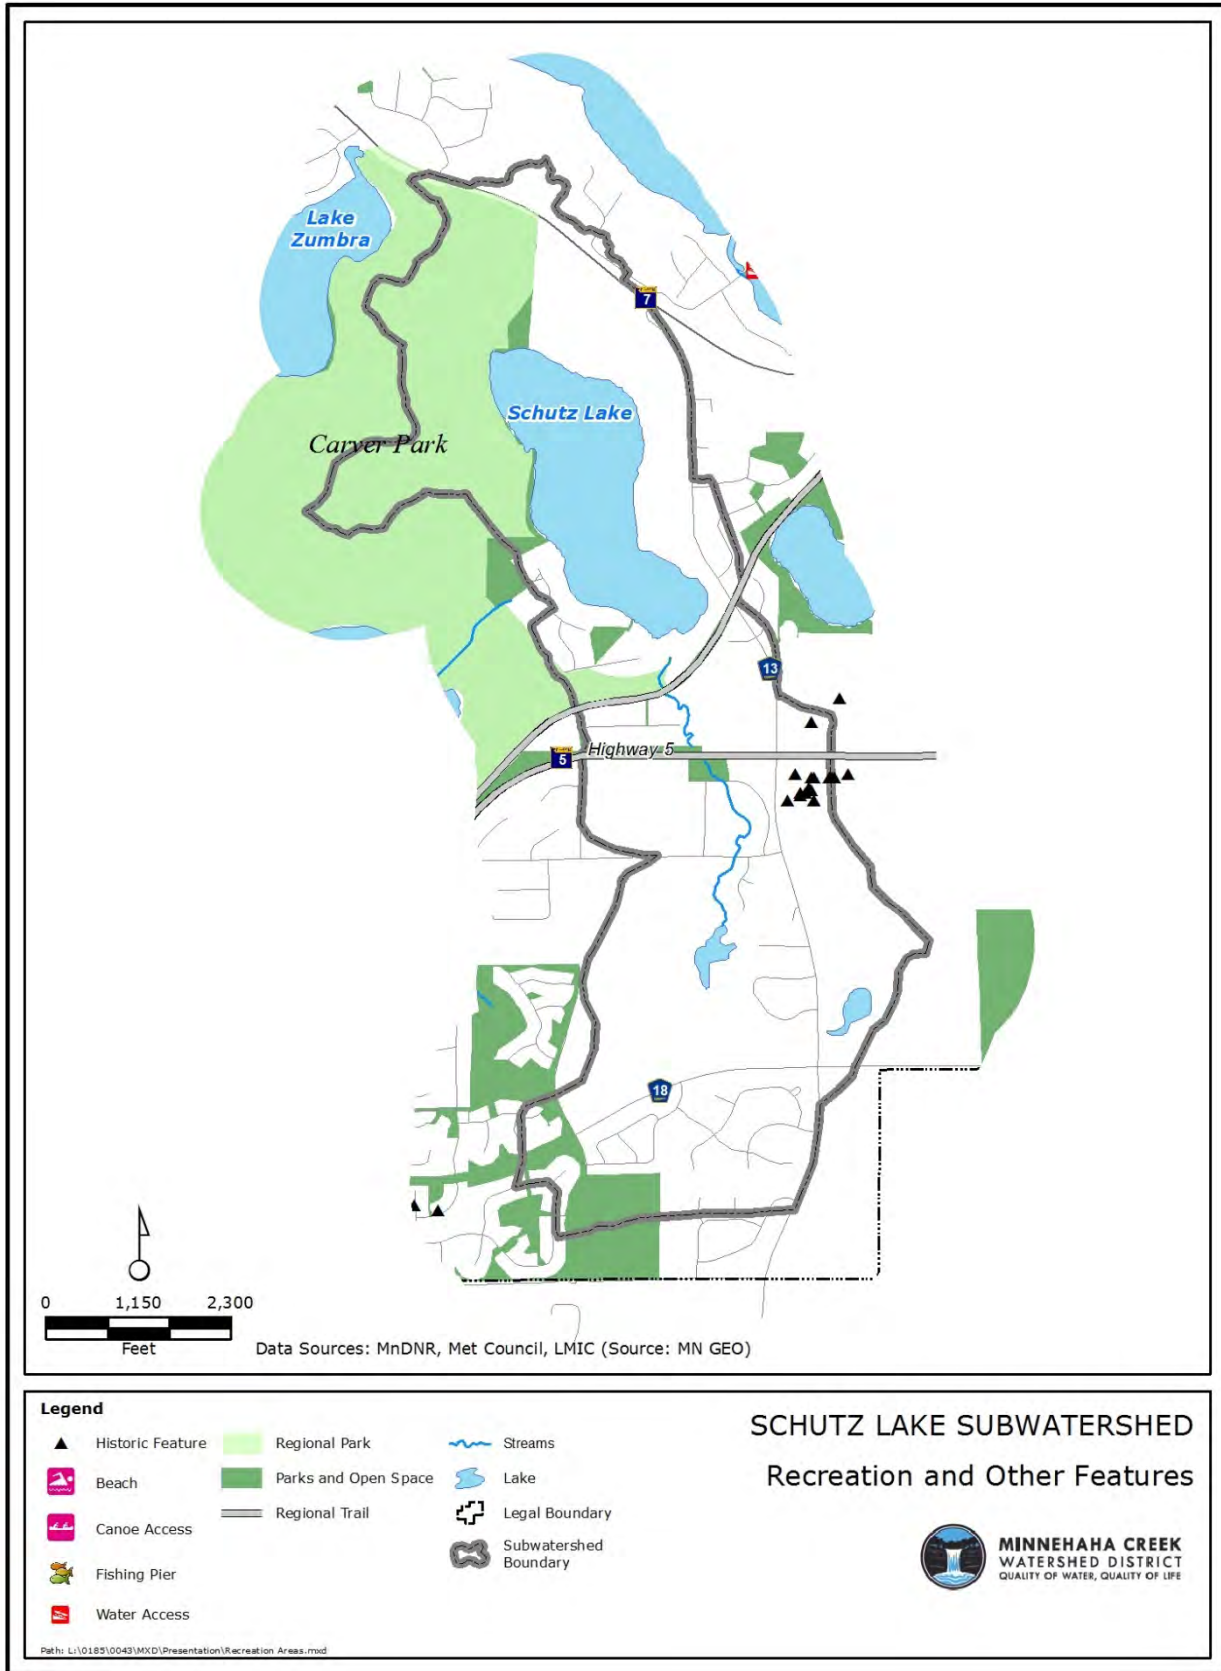 Lake
Zumbra
7
Schutz Lake
Carver Park
13
Highway 5
5
18
0 1,150 2,300
Feet
Data Sources: MnDNR, Met Council, LMIC (Source: MN GEO)
Legend
Historic Feature
Beach
Canoe Access
Fishing Pier
Water Access
Regional Park
Parks and Open Space
Regional Trail
Streams
Lake
Legal Boundary
Subwatershed
Boundary
SCHUTZ LAKE SUBWATERSHED
Recreation and Other Features
MINNEHAHA CREEK
WATERSHED DISTRICT
QUALITY OF WATER, QUALITY OF LIFE
Path: L:\0185\0043\MXD\Presentation\Recreation Areas.mxd